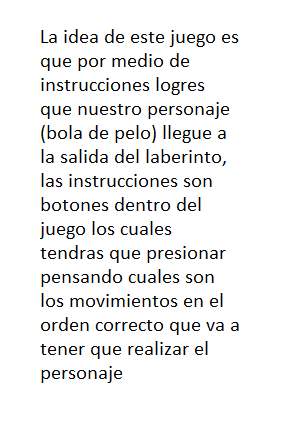 La idea de este juego es
que por medio de
instrucciones logres
que nuestro personaje
(bola de pelo) llegue a
la salida del laberinto,
las instrucciones son
botones dentro del
juego los cuales
tendras que presionar
pensando cuales son
los movimientos en el
orden correcto que va a
tener que realizar el
personaje